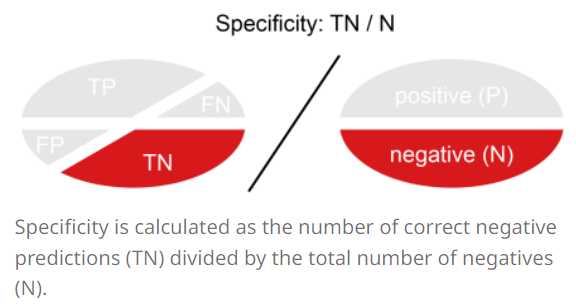 Specificity: TN / N
TP
FN
FP
TN
positive (P)
negative (N)
Specificity is calculated as the number of correct negative
predictions (TN) divided by the total number of negatives
(N).